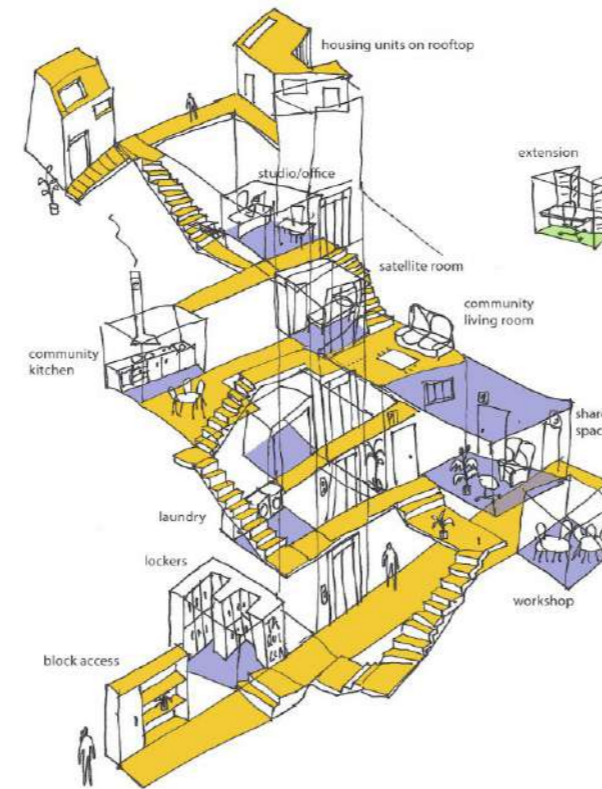 housing units on rooftop
studio/office
extension
satellite room
community
living room
community
kitchen
laundry
lockers
workshop
block access